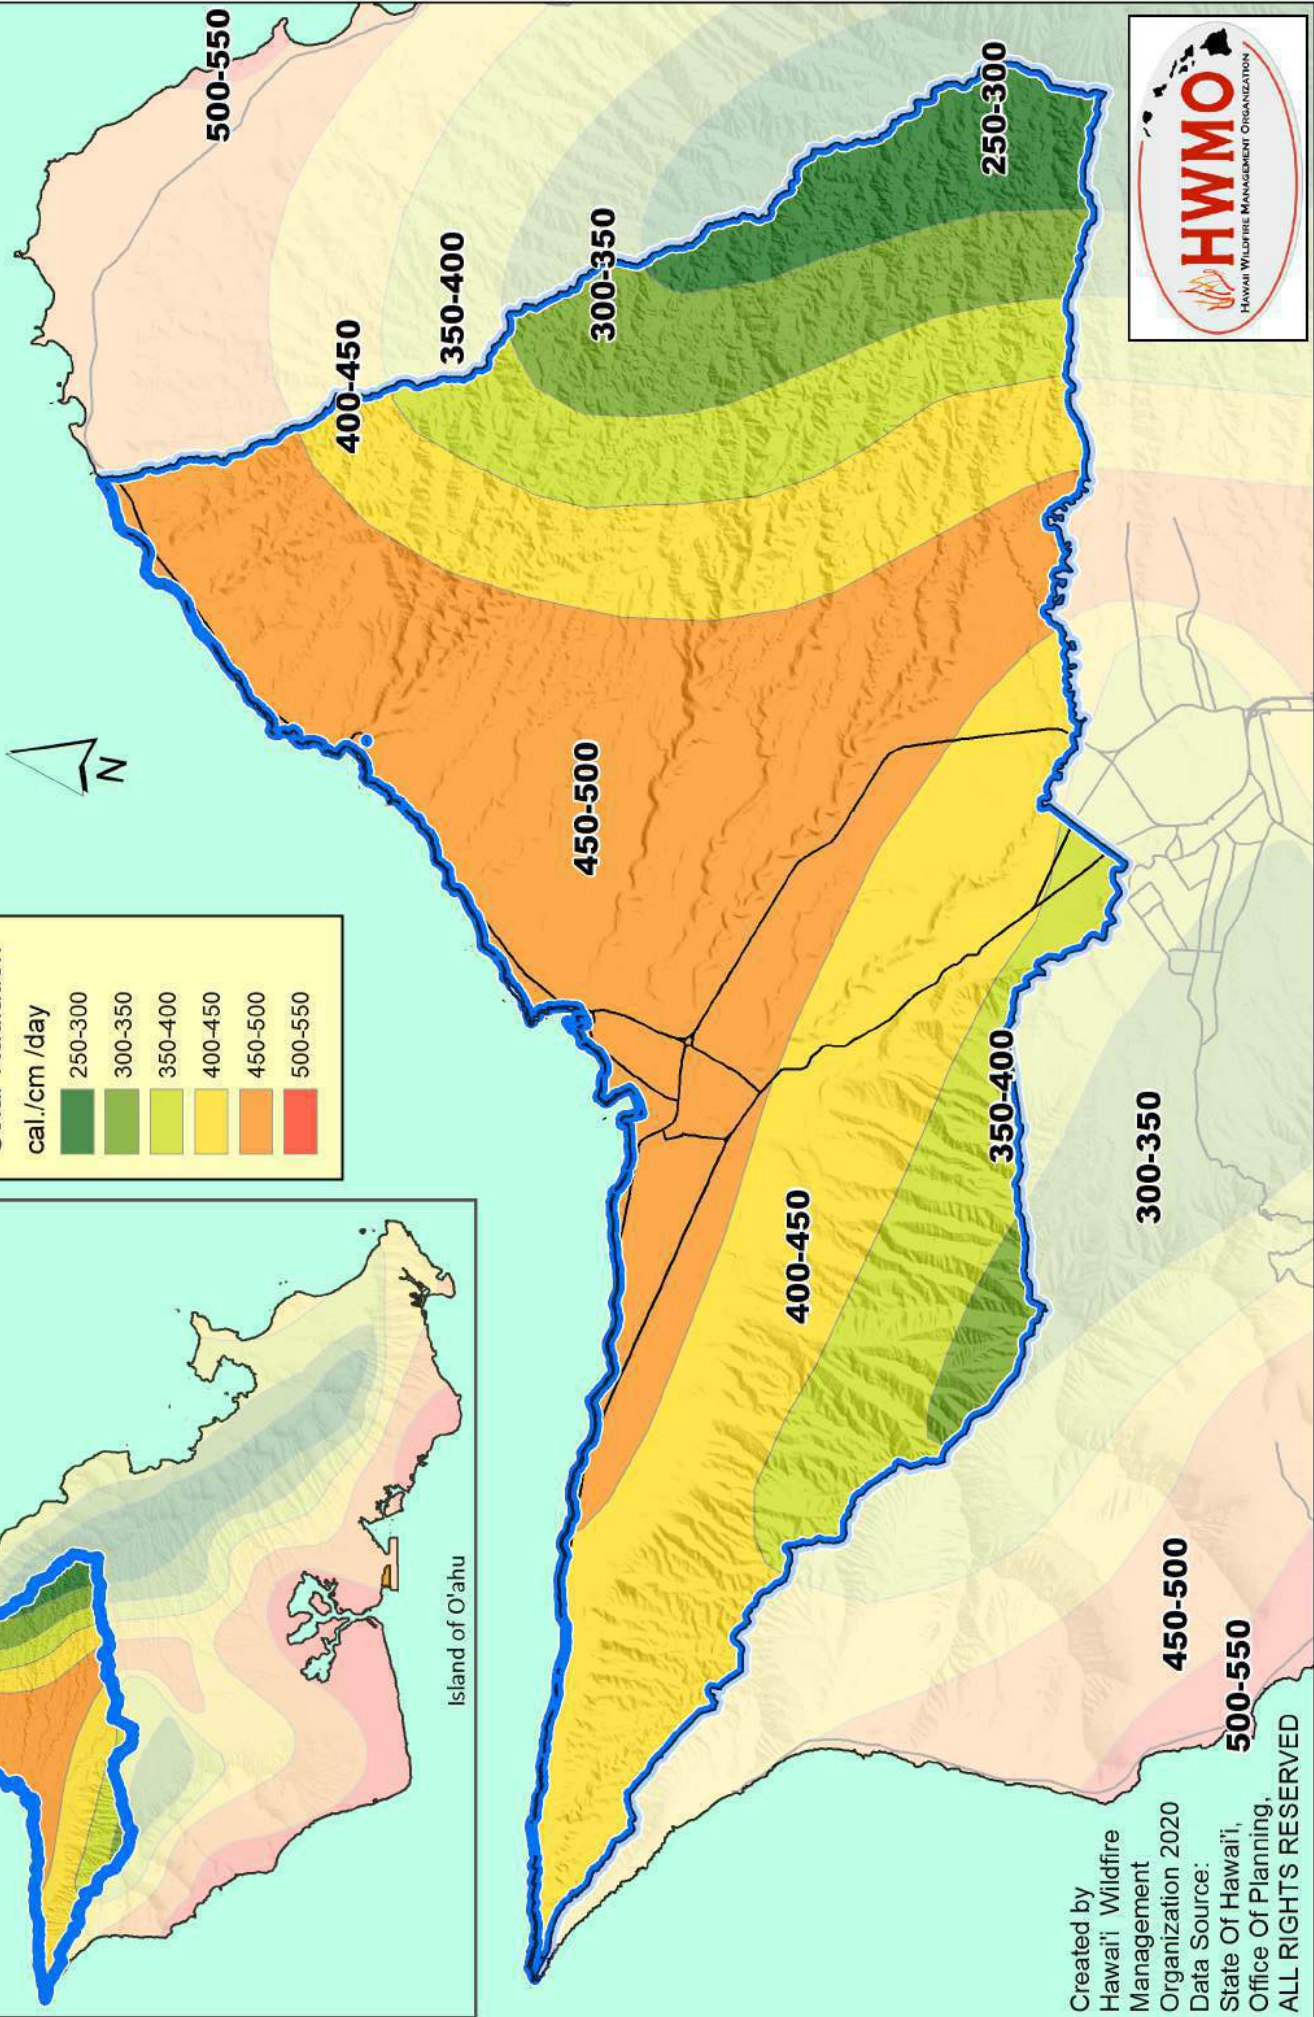 cal./cm /day
250-300
300-350
350-400
400-450
450-500
500-550
Island of O'ahu
N
500-550
400-450
350-400
300-350
250-300
450-500
400-450
350-400
300-350
450-500
500-550
HWMO
HAWAII WILDFIRE MANAGEMENT ORGANIZATION
Created by
Hawai'i Wildfire
Management
Organization 2020
Data Source:
State Of Hawai'i,
Office Of Planning,
ALL RIGHTS RESERVED